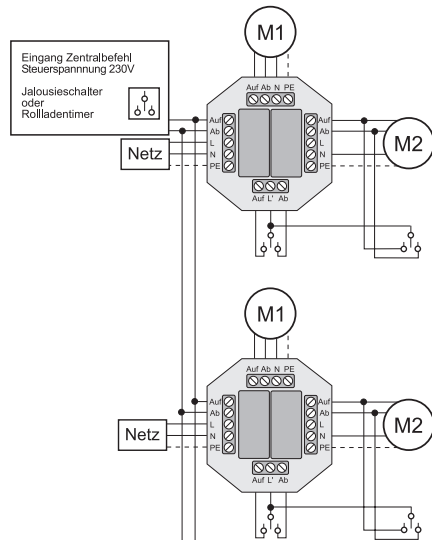 M1
Eingang Zentralbefehl
Steuerspannnung 230V
Jalousieschalter
oder
Rollladentimer
Auf Ab N PE
Auf
Ab
L
N
PE
Auf
Ab
L
N
PE
Netz
M2
Auf L' Ab
M1
Auf Ab N PE
Auf
Ab
L
N
PE
Auf
Ab
L
N
PE
Netz
M2
Auf L' Ab